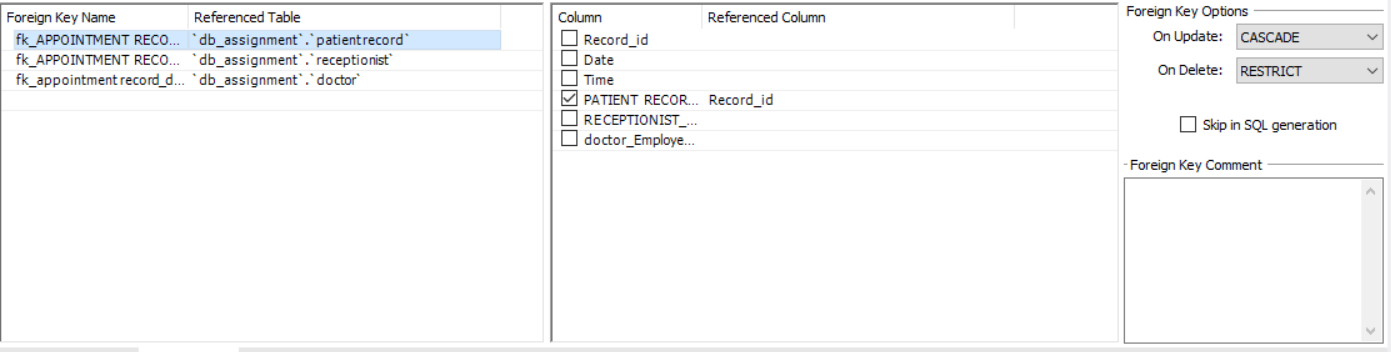 Foreign Key Name Referenced Table
fk_APPOINTMENT RECO... `db_assignment`.`patientrecord`
fk_APPOINTMENT RECO... `db_assignment`.`receptionist`
fk_appointment record_d... `db_assignment`.`doctor`
Column Referenced Column
Record_id
Date
Time
PATIENT RECOR... Record_id
RECEPTIONIST_...
doctor_Employe...
Foreign Key Options
On Update: CASCADE
On Delete: RESTRICT
Skip in SQL generation
Foreign Key Comment